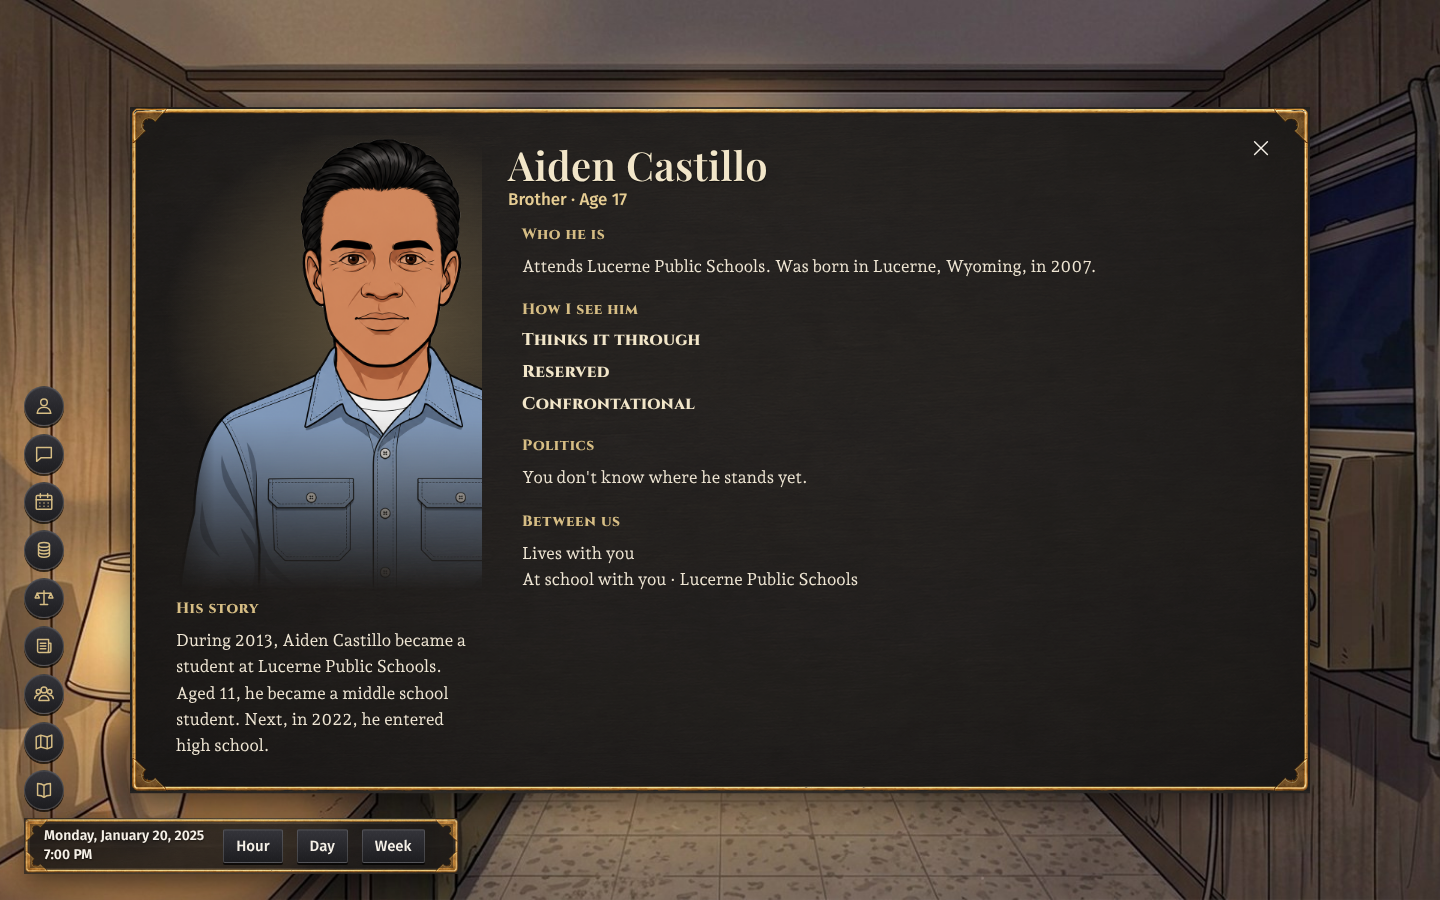 Aiden Castillo
Brother · Age 17
Who he is
Attends Lucerne Public Schools. Was born in Lucerne, Wyoming, in 2007.
How I see him
Thinks it through
Reserved
Confrontational
Politics
You don't know where he stands yet.
Between us
Lives with you
At school with you · Lucerne Public Schools
His story
During 2013, Aiden Castillo became a
student at Lucerne Public Schools.
Aged 11, he became a middle school
student. Next, in 2022, he entered
high school.
Monday, January 20, 2025
7:00 PM
Hour
Day
Week